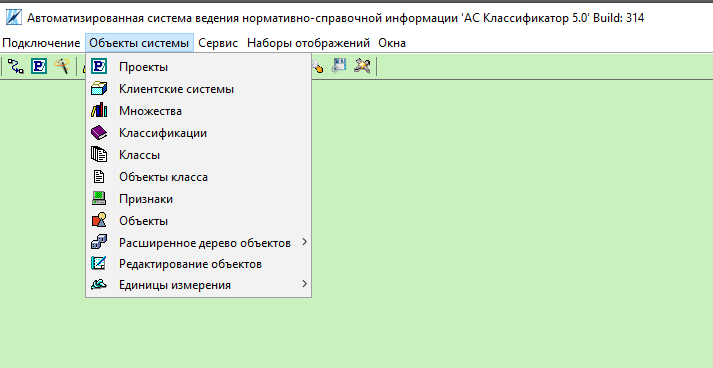 Автоматизированная система ведения нормативно-справочной информации 'АС Классификатор 5.0' Build: 314
Подключение Объекты системы Сервис Наборы отображений Окна
Проекты
Клиентские системы
Множества
Классификации
Классы
Объекты класса
Признаки
Объекты
Расширенное дерево объектов
Редактирование объектов
Единицы измерения